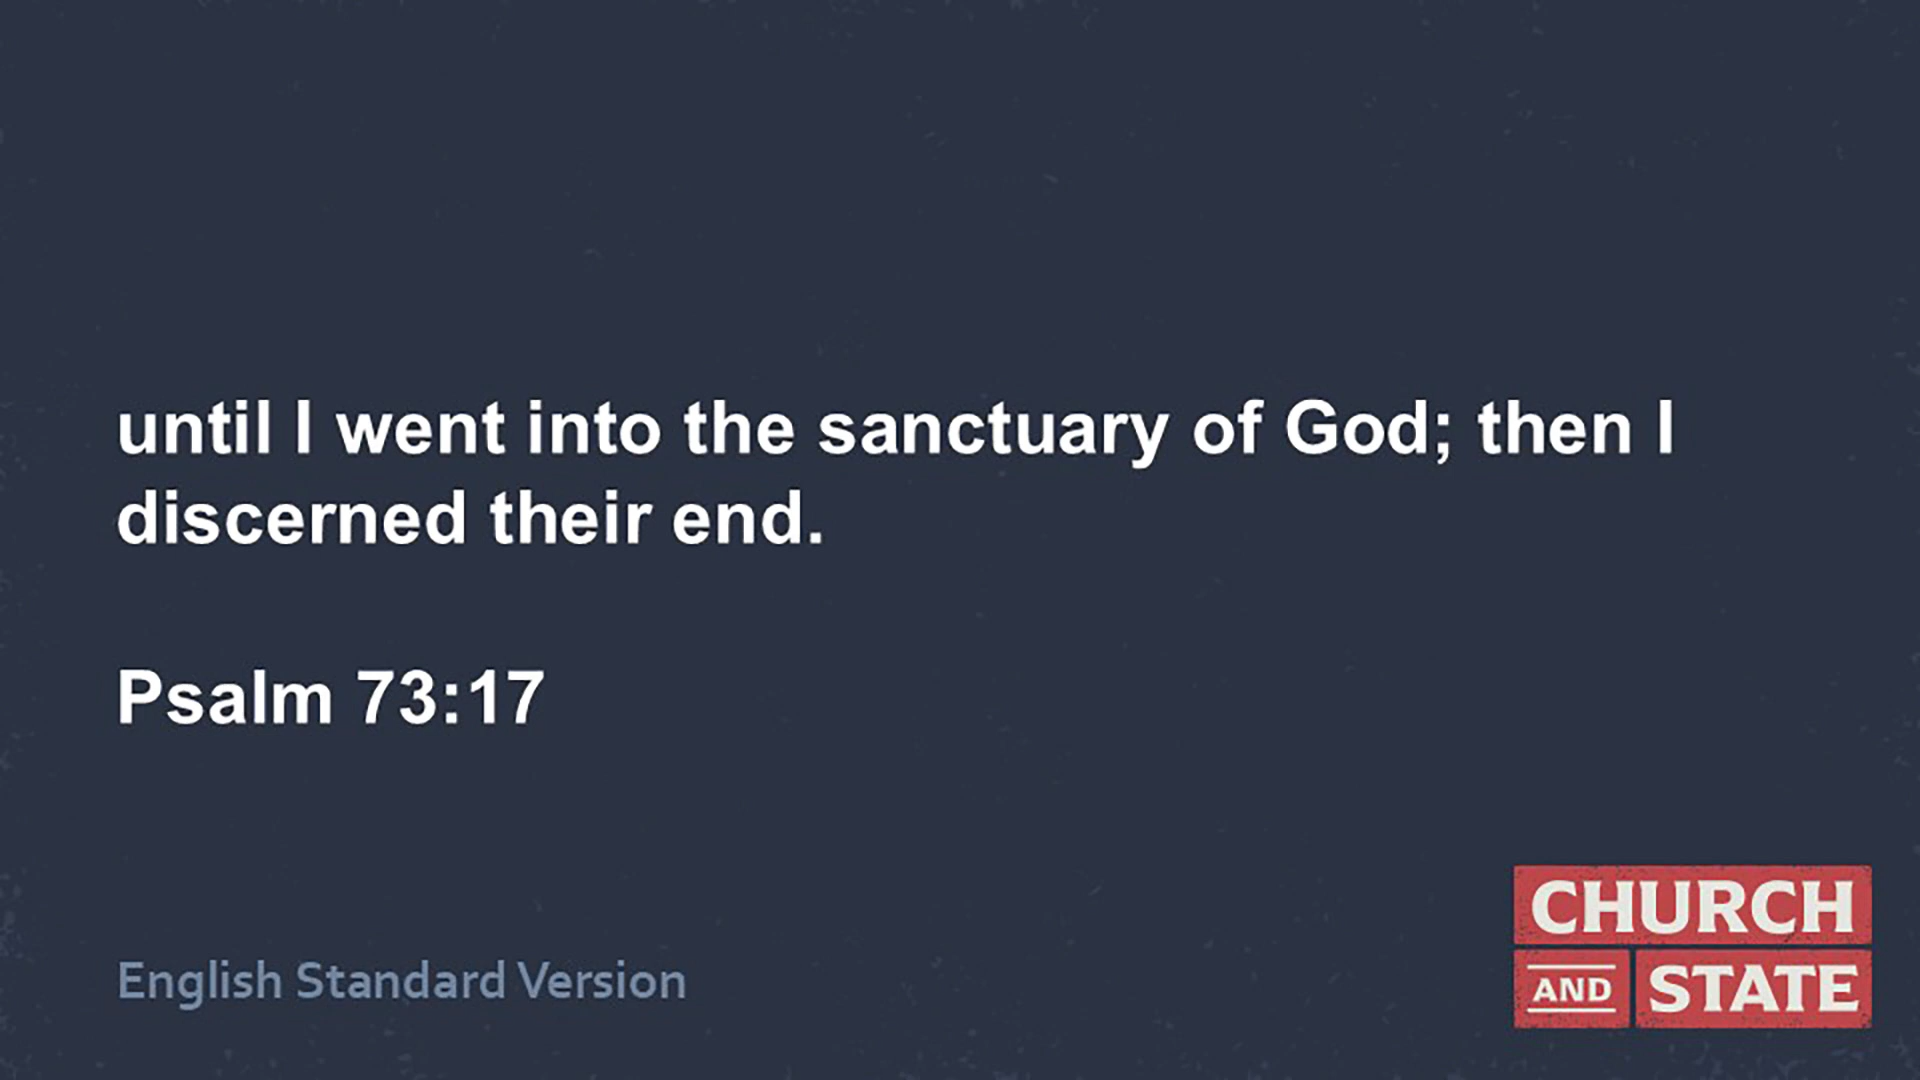 until I went into the sanctuary of God; then I
discerned their end.
Psalm 73:17
English Standard Version
CHURCH
AND STATE